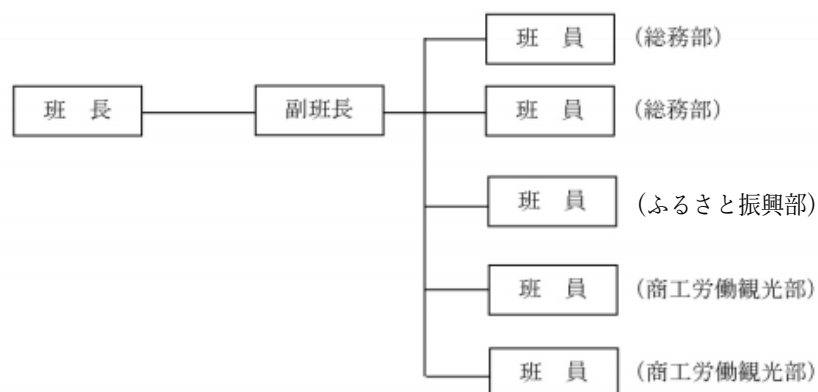 班 員 (総務部)
班 長 副班長 班 員 (総務部)
班 員 (ふるさと振興部)
班 員 (商工労働観光部)
班 員 (商工労働観光部)